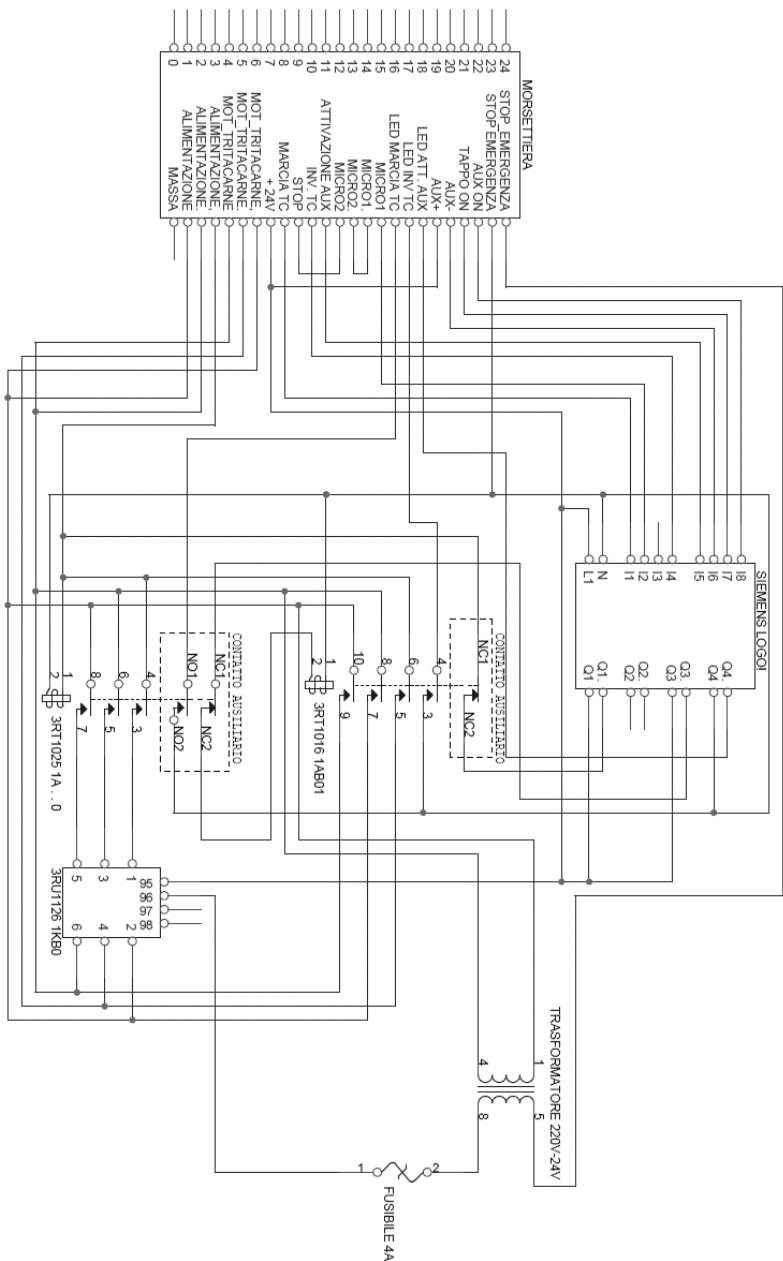 MORSETTIERA
24 STOP_EMERGENZA
23 STOP EMERGENZA
22 AUX ON
21 TAPPO ON
20 AUX-
19 AUX+
18 LED ATT. AUX
17 LED INV TC
16 LED MARCIA TC
15 MICRO1
14 MICRO1.
13 MICRO2.
12 MICRO2
11 ATTIVAZIONE AUX
10 INV. TC
9 STOP
8 MARCIA TC
7 + 24V
6 MOT_TRITACARNE,
5 MOT_TRITACARNE.
4 MOT_TRITACARNE
3 ALIMENTAZIONE,
2 ALIMENTAZIONE.
1 ALIMENTAZIONE
0 MASSA
SIEMENS LOGO!
I8 Q4.
I7 Q4
I6 Q3.
I5 Q3
I4 Q2.
I3 Q2
I2 Q1.
I1 Q1
N
L1
CONTATTO AUSILIARIO
NC1 NC2
4 3
6 5
8 7
10 9
1
2
3RT1016 1AB01
CONTATTO AUSILIARIO
NC1 NC2
NO1 NO2
4 3
6 5
8 7
1
2
3RT1025 1A . . 0
95
96
97
98
1 2
3 4
5 6
3RU1126 1KB0
TRASFORMATORE 220V-24V
1 5
4 8
1 2
FUSIBILE 4A